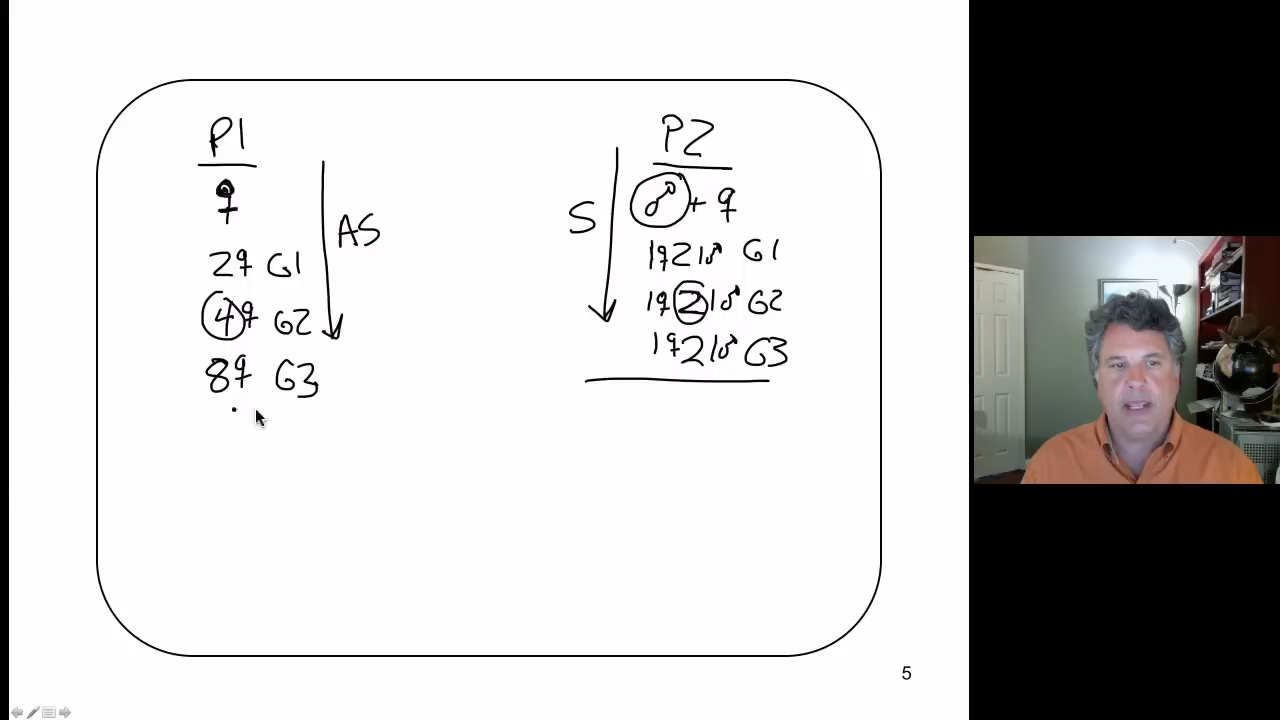 P1
♀
2♀ G1
4♀ G2
8♀ G3
AS
P2
♂ + ♀
1♀ 2 1♂ G1
1♀ 2 1♂ G2
1♀ 2 1♂ G3
S
5